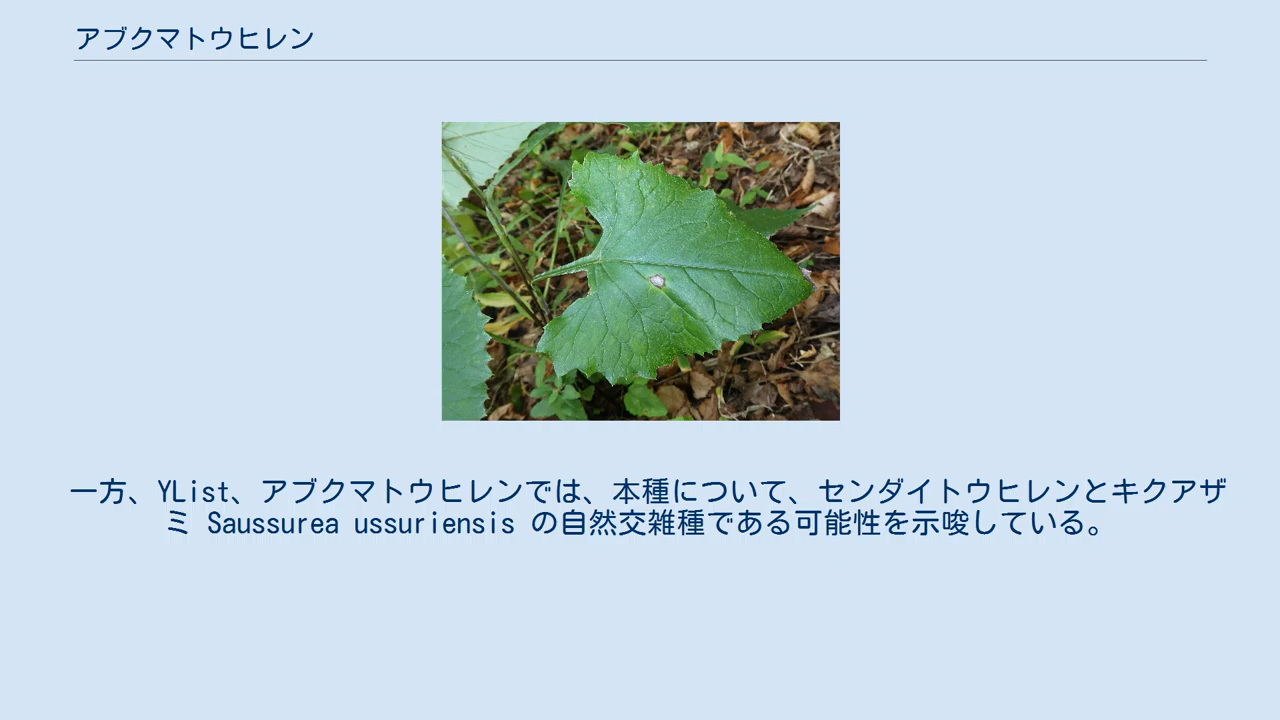 アブクマトウヒレン
一方、YList、アブクマトウヒレンでは、本種について、センダイトウヒレンとキクアザ
ミ Saussurea ussuriensis の自然交雑種である可能性を示唆している。